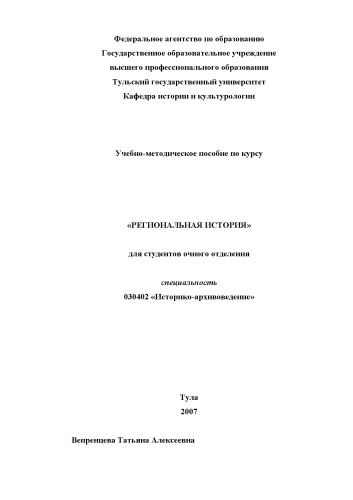 Федеральное агентство по образованию
Государственное образовательное учреждение
высшего профессионального образования
Тульский государственный университет
Кафедра истории и культурологии
Учебно-методическое пособие по курсу
«РЕГИОНАЛЬНАЯ ИСТОРИЯ»
для студентов очного отделения
специальность
030402 «Историко-архивоведение»
Тула
2007
Вепренцева Татьяна Алексеевна